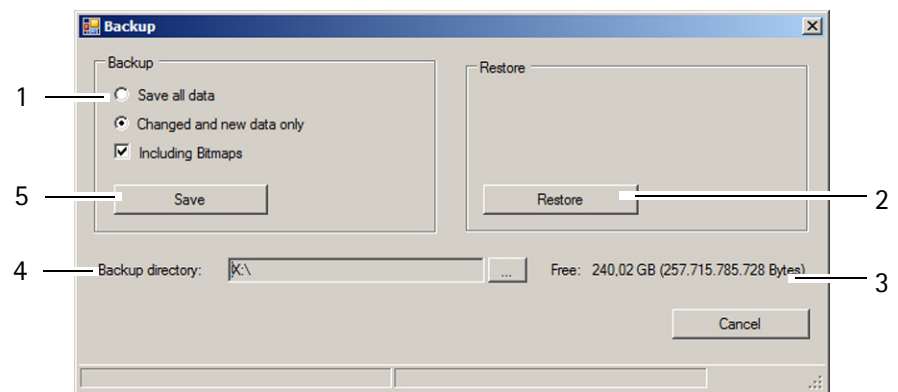 Backup
Backup
Restore
1
Save all data
Changed and new data only
Including Bitmaps
5
Save
Restore
2
4
Backup directory:
X:\
...
Free: 240,02 GB (257.715.785.728 Bytes)
3
Cancel